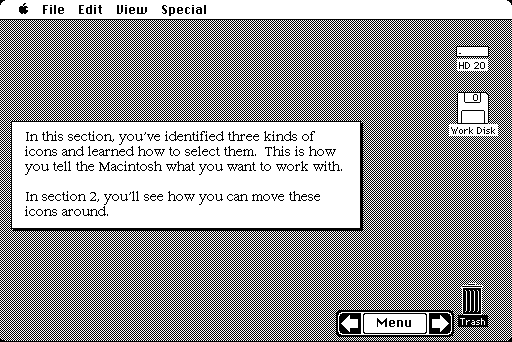 File Edit View Special
HD 20
Work Disk
In this section, you've identified three kinds of
icons and learned how to select them.  This is how
you tell the Macintosh what you want to work with.
In section 2, you'll see how you can move these
icons around.
Menu
Trash